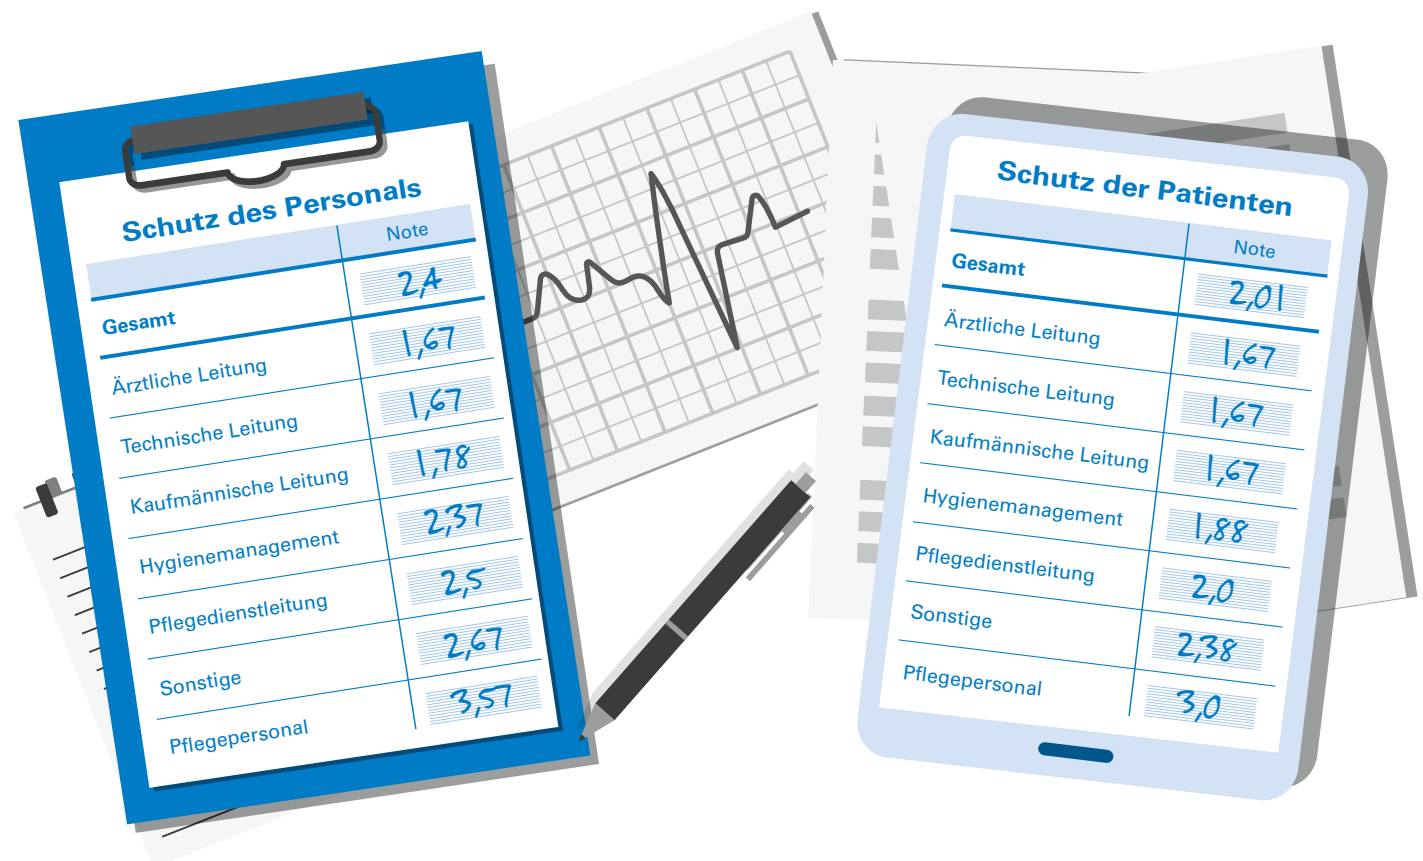 Schutz des Personals
Note
Gesamt 2,4
Ärztliche Leitung 1,67
Technische Leitung 1,67
Kaufmännische Leitung 1,78
Hygienemanagement 2,37
Pflegedienstleitung 2,5
Sonstige 2,67
Pflegepersonal 3,57
Schutz der Patienten
Note
Gesamt 2,01
Ärztliche Leitung 1,67
Technische Leitung 1,67
Kaufmännische Leitung 1,67
Hygienemanagement 1,88
Pflegedienstleitung 2,0
Sonstige 2,38
Pflegepersonal 3,0